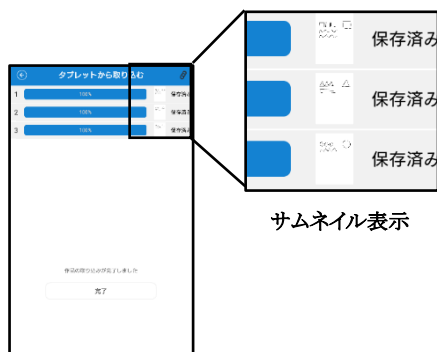 タブレットから取り込む
1 100% 保存済み
2 100% 保存済み
3 100% 保存済み
作品の取り込みが完了しました
完了
保存済み
保存済み
保存済み
サムネイル表示